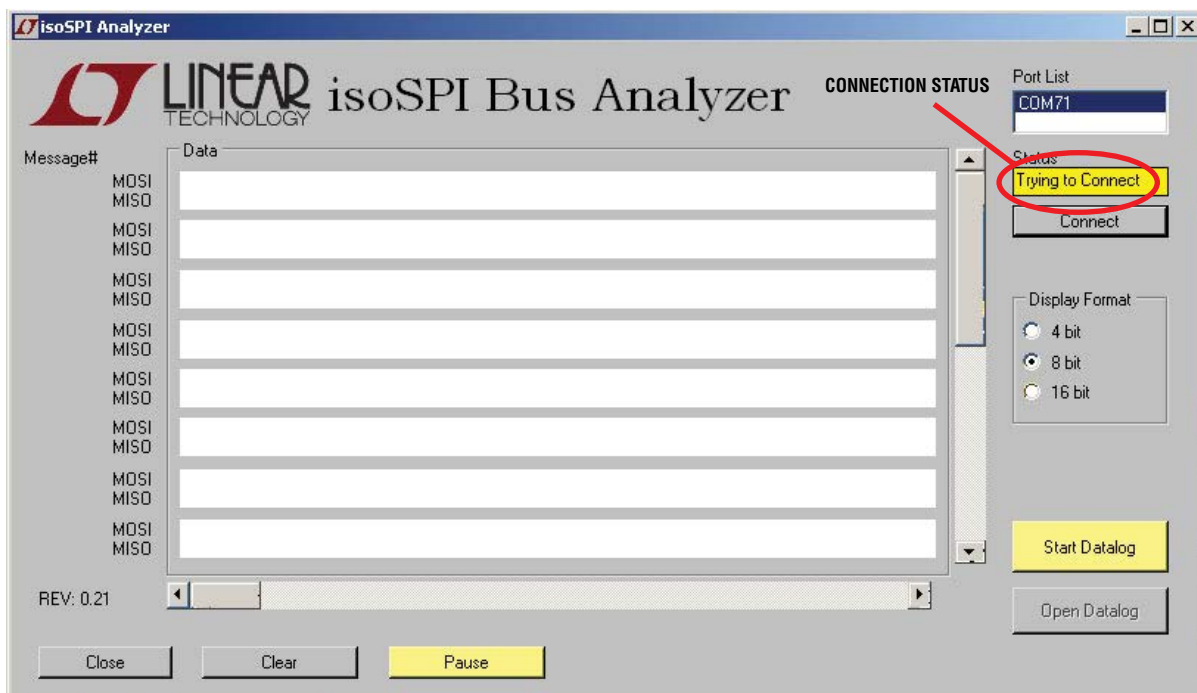 isoSPI Analyzer
LINEAR
TECHNOLOGY
isoSPI Bus Analyzer
CONNECTION STATUS
Port List
COM71
Status
Trying to Connect
Connect
Message#
Data
MOSI
MISO
MOSI
MISO
MOSI
MISO
MOSI
MISO
MOSI
MISO
MOSI
MISO
MOSI
MISO
MOSI
MISO
Display Format
4 bit
8 bit
16 bit
Start Datalog
Open Datalog
REV: 0.21
Close
Clear
Pause